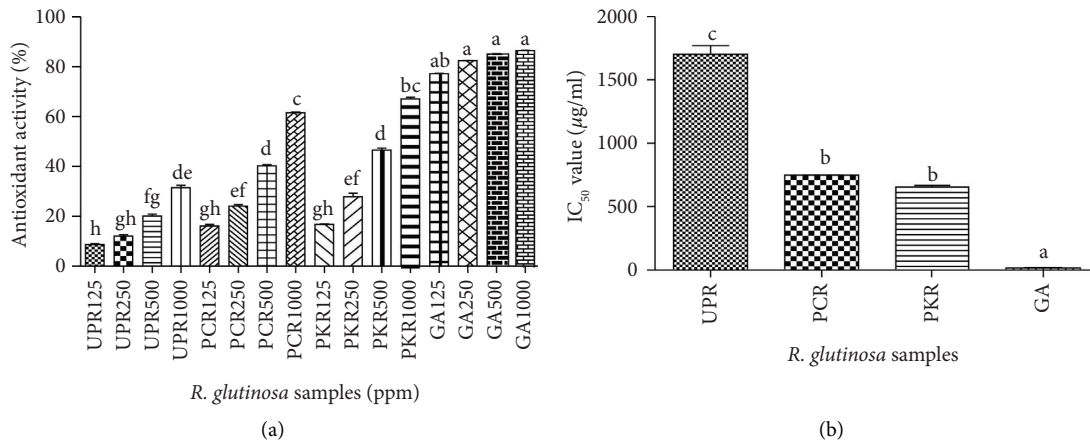 100
80
60
40
20
0
Antioxidant activity (%)
h
gh
fg
de
gh
ef
d
c
gh
ef
d
bc
ab
a
a
a
UPR125
UPR250
UPR500
UPR1000
PCR125
PCR250
PCR500
PCR1000
PKR125
PKR250
PKR500
PKR1000
GA125
GA250
GA500
GA1000
R. glutinosa samples (ppm)
(a)
2000
1500
1000
500
0
IC50 value (µg/ml)
c
b
b
a
UPR
PCR
PKR
GA
R. glutinosa samples
(b)